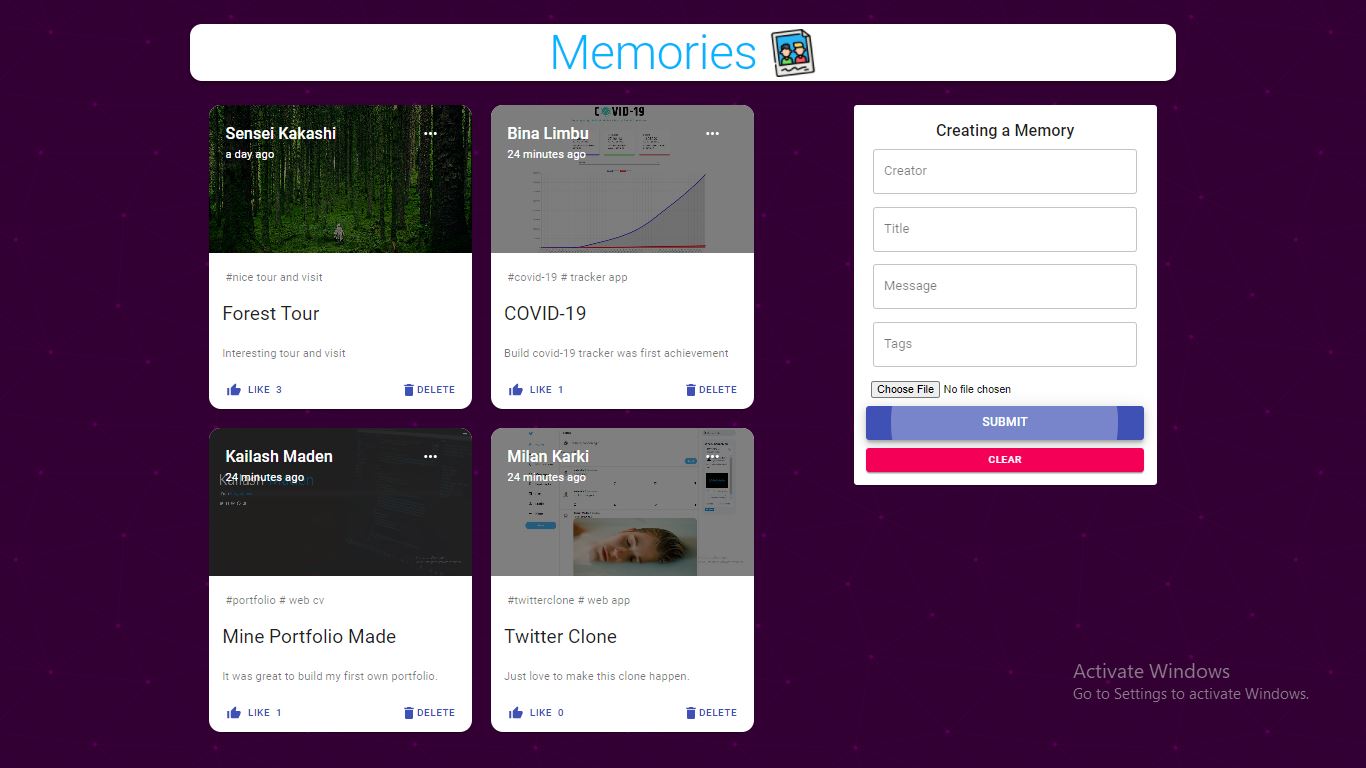 Memories
Sensei Kakashi
a day ago
#nice tour and visit
Forest Tour
Interesting tour and visit
LIKE 3
DELETE
COVID-19
Bina Limbu
24 minutes ago
#covid-19 # tracker app
COVID-19
Build covid-19 tracker was first achievement
LIKE 1
DELETE
Kailash Maden
24 minutes ago
#portfolio # web cv
Mine Portfolio Made
It was great to build my first own portfolio.
LIKE 1
DELETE
Milan Karki
24 minutes ago
#twitterclone # web app
Twitter Clone
Just love to make this clone happen.
LIKE 0
DELETE
Creating a Memory
Creator
Title
Message
Tags
Choose File No file chosen
SUBMIT
CLEAR
Activate Windows
Go to Settings to activate Windows.